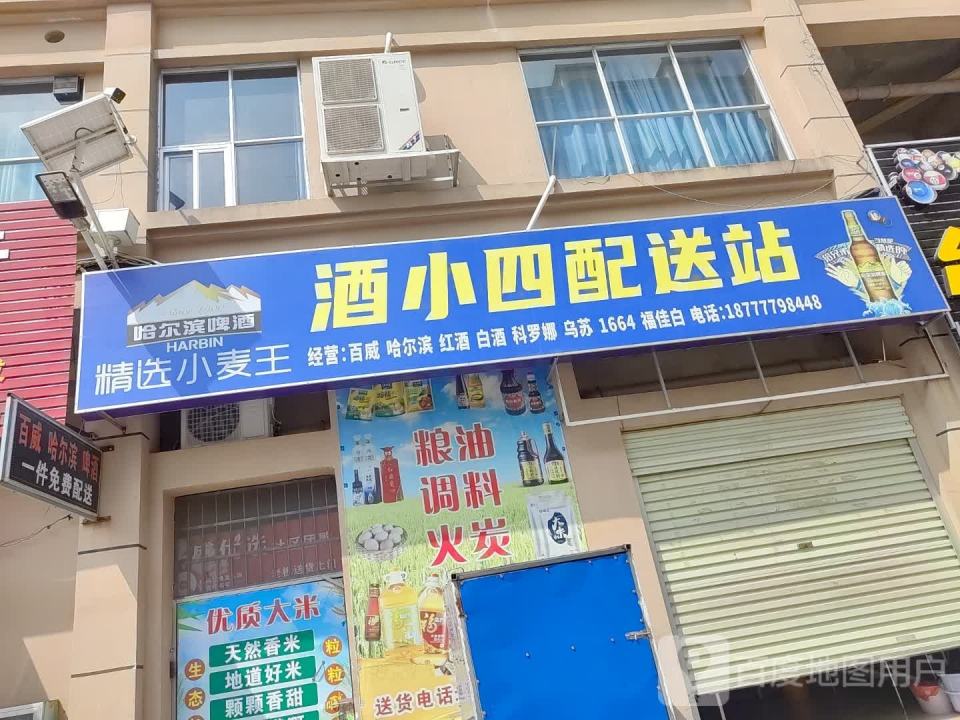 酒小四配送站
哈尔滨啤酒
HARBIN
精选小麦王
经营:百威 哈尔滨 红酒 白酒 科罗娜 乌苏 1664 福佳白 电话:18777798448
百威 哈尔滨 啤酒
一件免费配送
粮油
调料
火炭
优质大米
天然香米
地道好米
颗颗香甜
生态
粒粒
送货电话:
百度地图用户